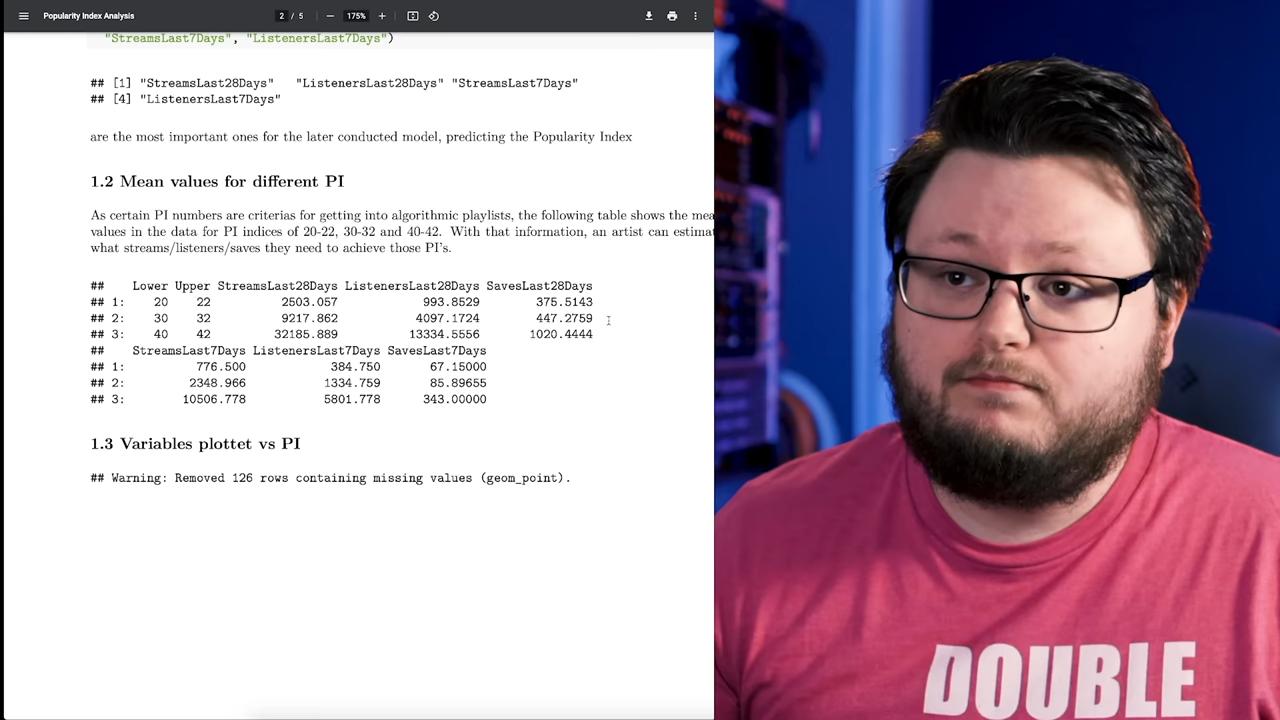 Popularity Index Analysis
2 / 5
175%
"StreamsLast7Days", "ListenersLast7Days")
## [1] "StreamsLast28Days" "ListenersLast28Days" "StreamsLast7Days"
## [4] "ListenersLast7Days"
are the most important ones for the later conducted model, predicting the Popularity Index
1.2 Mean values for different PI
As certain PI numbers are criterias for getting into algorithmic playlists, the following table shows the
values in the data for PI indices of 20-22, 30-32 and 40-42. With that information, an artist can
what streams/listeners/saves they need to achieve those PI's.
## Lower Upper StreamsLast28Days ListenersLast28Days SavesLast28Days
## 1: 20 22 2503.057 993.8529 375.5143
## 2: 30 32 9217.862 4097.1724 447.2759
## 3: 40 42 32185.889 13334.5556 1020.4444
## StreamsLast7Days ListenersLast7Days SavesLast7Days
## 1: 776.500 384.750 67.15000
## 2: 2348.966 1334.759 85.89655
## 3: 10506.778 5801.778 343.00000
1.3 Variables plottet vs PI
## Warning: Removed 126 rows containing missing values (geom_point).
DOUBLE